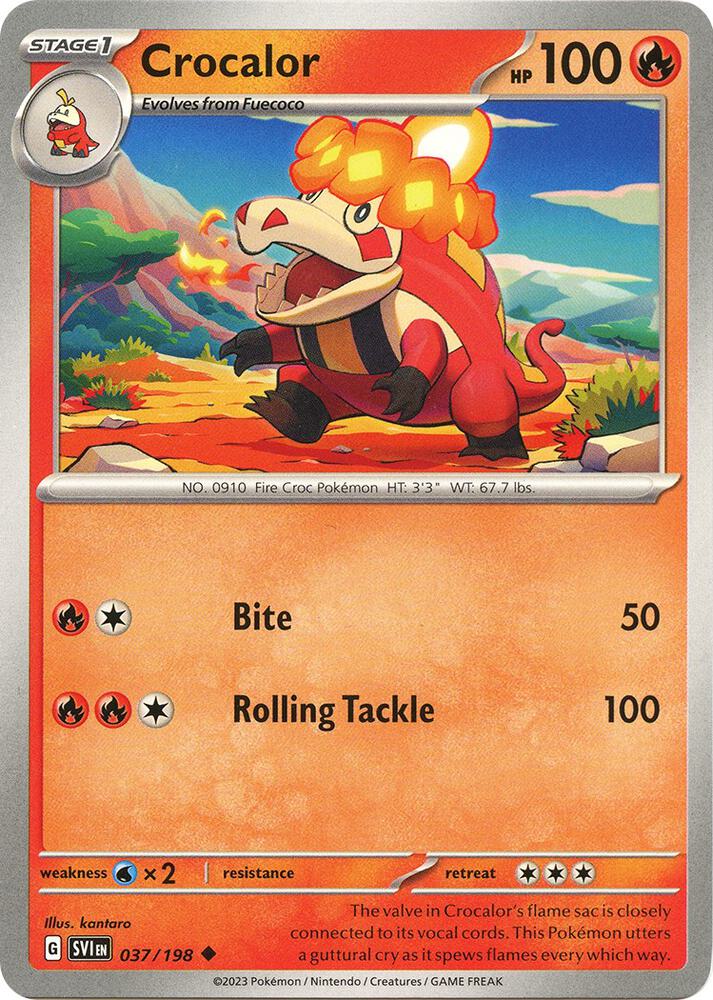 STAGE 1
Crocalor
HP 100
Evolves from Fuecoco
NO. 0910 Fire Croc Pokémon HT: 3'3" WT: 67.7 lbs.
Bite 50
Rolling Tackle 100
weakness ×2 resistance retreat
Illus. kantaro
The valve in Crocalor's flame sac is closely
connected to its vocal cords. This Pokémon utters
a guttural cry as it spews flames every which way.
G SVI EN 037/198
©2023 Pokémon / Nintendo / Creatures / GAME FREAK